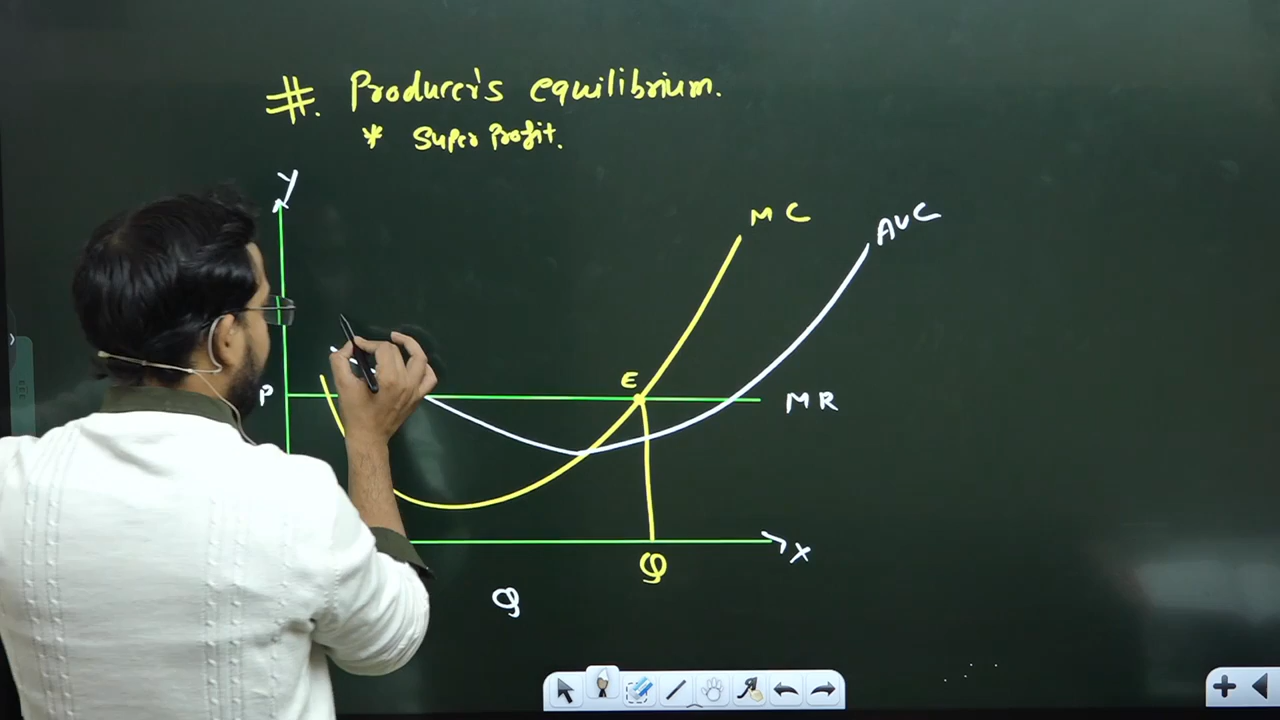 #. Producer's equilibrium.
* Super Profit.
Y
MC
AVC
E
P
MR
X
Q
Q